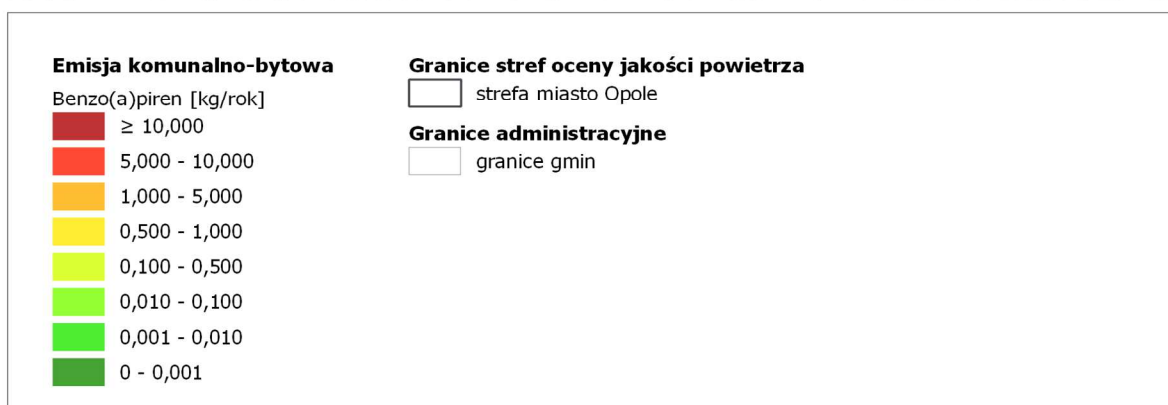 Emisja komunalno-bytowa
Benzo(a)piren [kg/rok]
≥ 10,000
5,000 - 10,000
1,000 - 5,000
0,500 - 1,000
0,100 - 0,500
0,010 - 0,100
0,001 - 0,010
0 - 0,001
Granice stref oceny jakości powietrza
strefa miasto Opole
Granice administracyjne
granice gmin